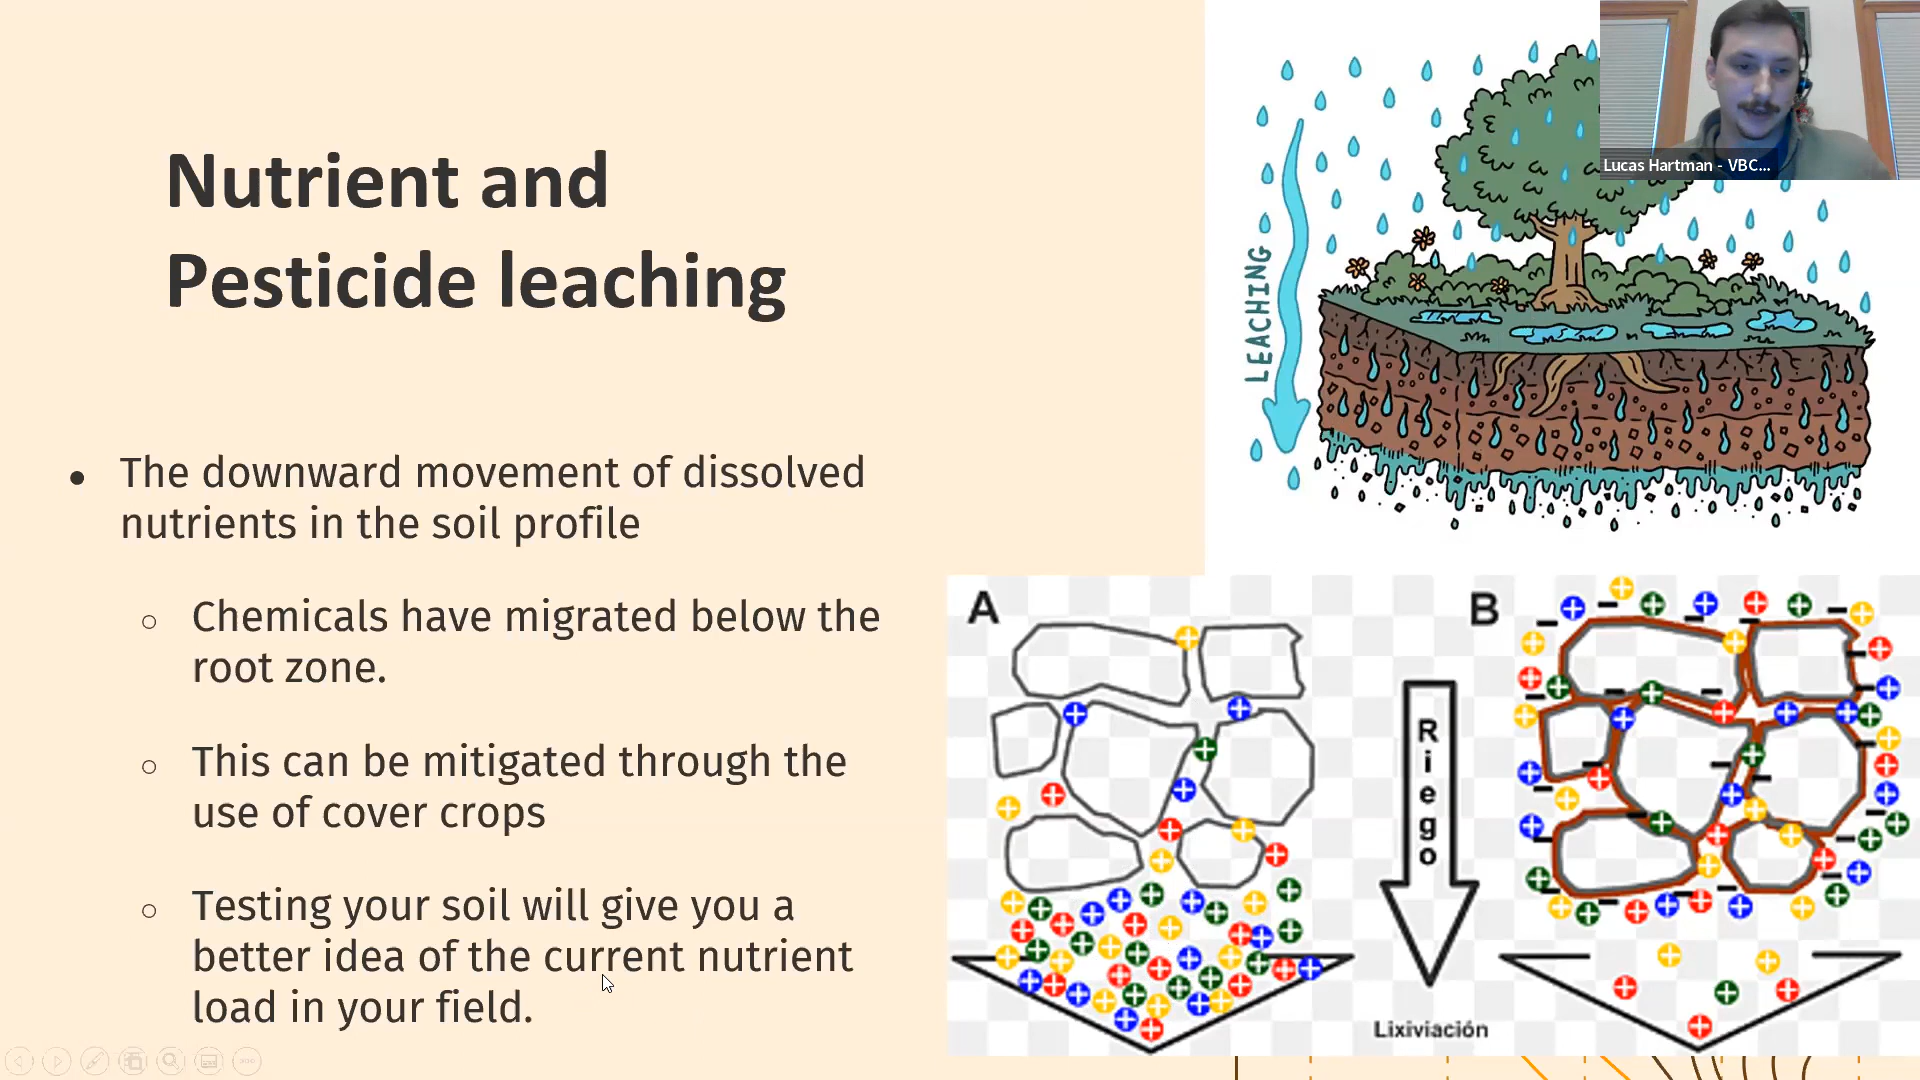 Nutrient and
Pesticide leaching
• The downward movement of dissolved
nutrients in the soil profile
○ Chemicals have migrated below the
root zone.
○ This can be mitigated through the
use of cover crops
○ Testing your soil will give you a
better idea of the current nutrient
load in your field.
LEACHING
Lucas Hartman - VBC...
A
Riego
B
Lixiviación